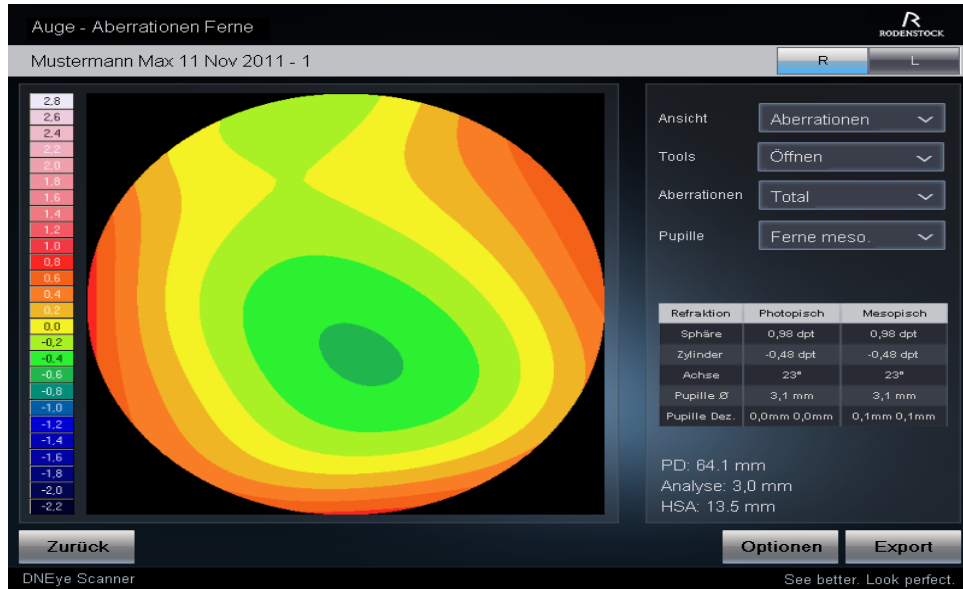 Auge - Aberrationen Ferne
RODENSTOCK
Mustermann Max 11 Nov 2011 - 1
R L
2,8
2,6
2,4
2,2
2,0
1,8
1,6
1,4
1,2
1,0
0,8
0,6
0,4
0,2
0,0
-0,2
-0,4
-0,6
-0,8
-1,0
-1,2
-1,4
-1,6
-1,8
-2,0
-2,2
Ansicht Aberrationen
Tools Öffnen
Aberrationen Total
Pupille Ferne meso.
Refraktion Photopisch Mesopisch
Sphäre 0,98 dpt 0,98 dpt
Zylinder -0,48 dpt -0,48 dpt
Achse 23° 23°
Pupille Ø 3,1 mm 3,1 mm
Pupille Dez. 0,0mm 0,0mm 0,1mm 0,1mm
PD: 64.1 mm
Analyse: 3,0 mm
HSA: 13.5 mm
Zurück Optionen Export
DNEye Scanner See better. Look perfect.